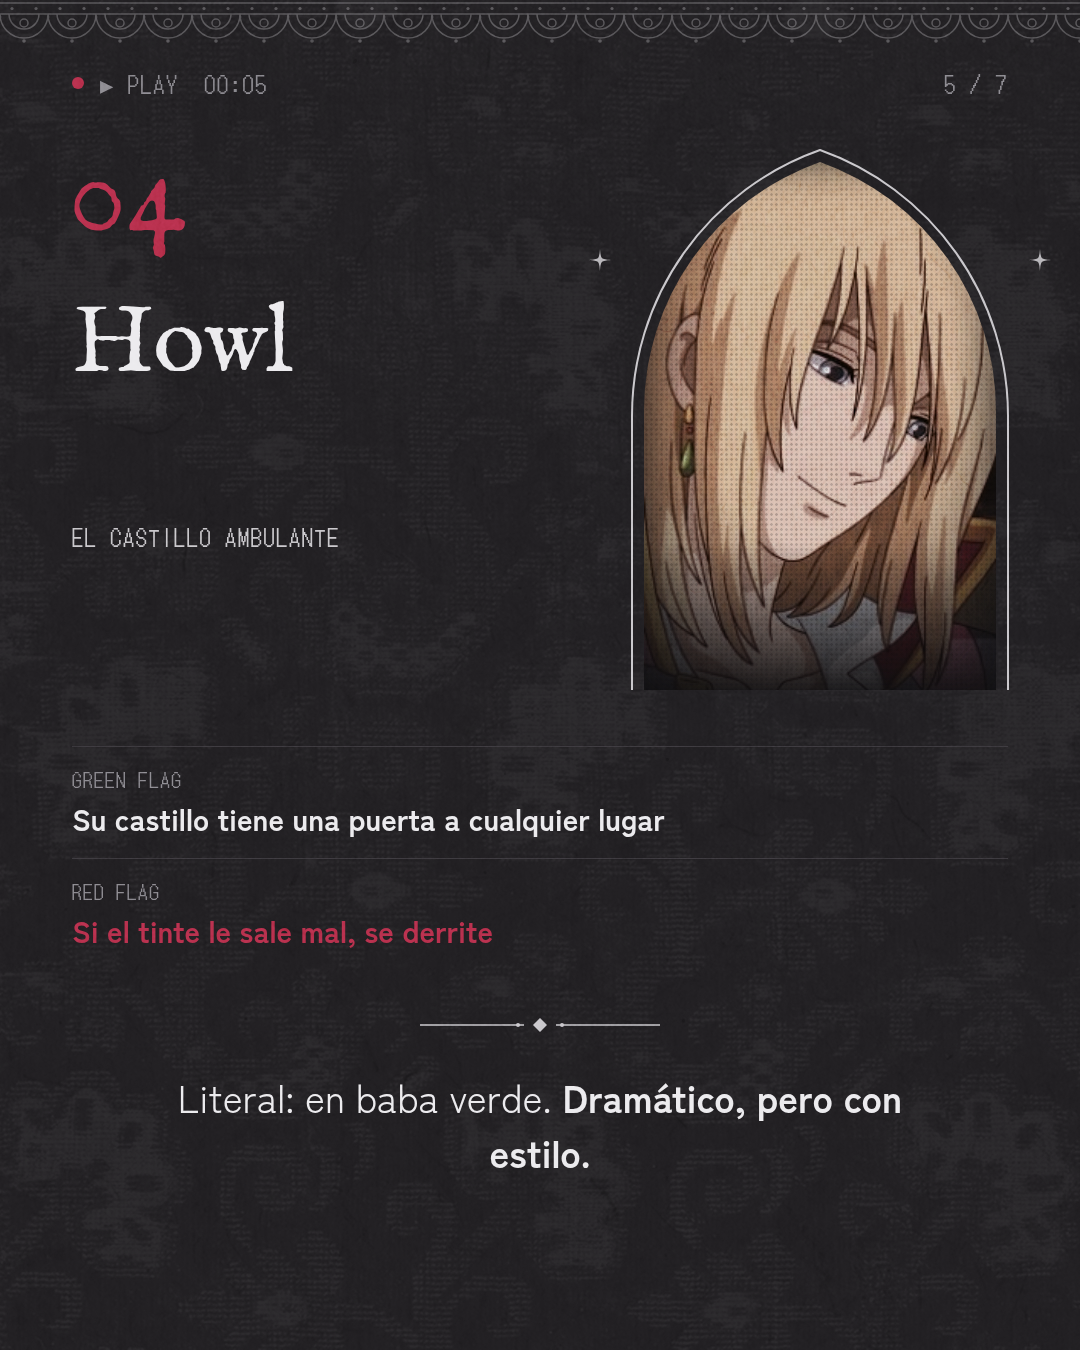 ▶ PLAY 00:05
5 / 7
04
Howl
EL CASTILLO AMBULANTE
GREEN FLAG
Su castillo tiene una puerta a cualquier lugar
RED FLAG
Si el tinte le sale mal, se derrite
Literal: en baba verde. Dramático, pero con
estilo.